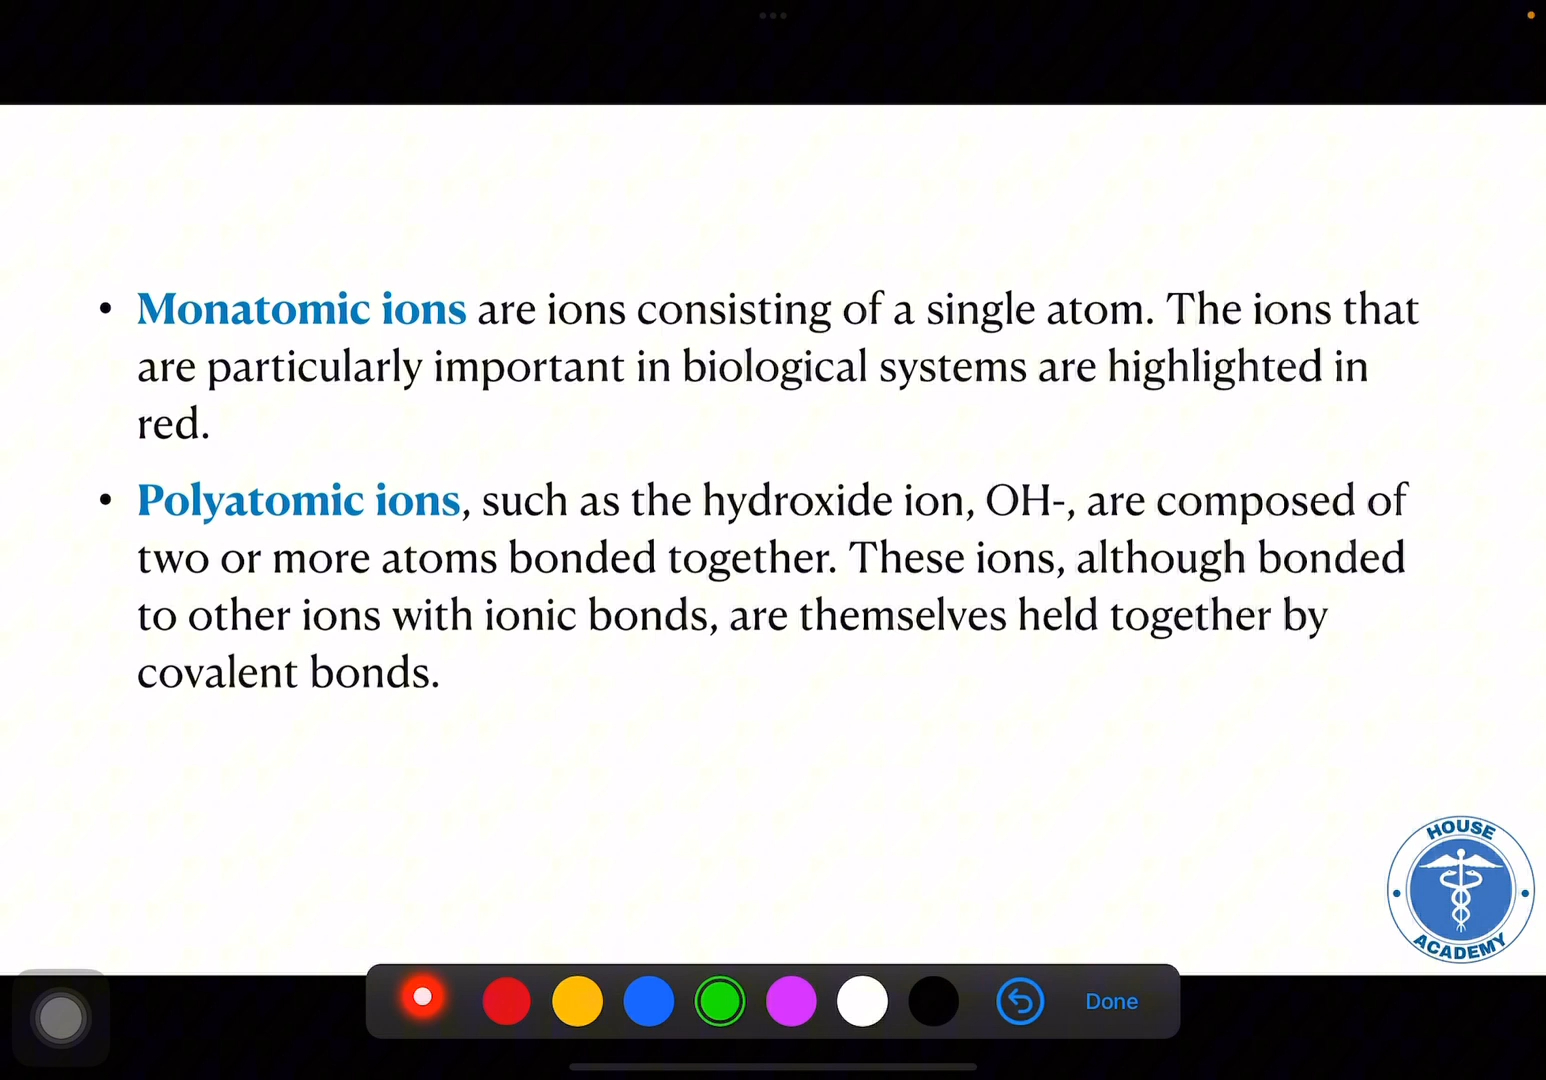 • Monatomic ions are ions consisting of a single atom. The ions that
are particularly important in biological systems are highlighted in
red.
• Polyatomic ions, such as the hydroxide ion, OH-, are composed of
two or more atoms bonded together. These ions, although bonded
to other ions with ionic bonds, are themselves held together by
covalent bonds.
HOUSE
ACADEMY
Done